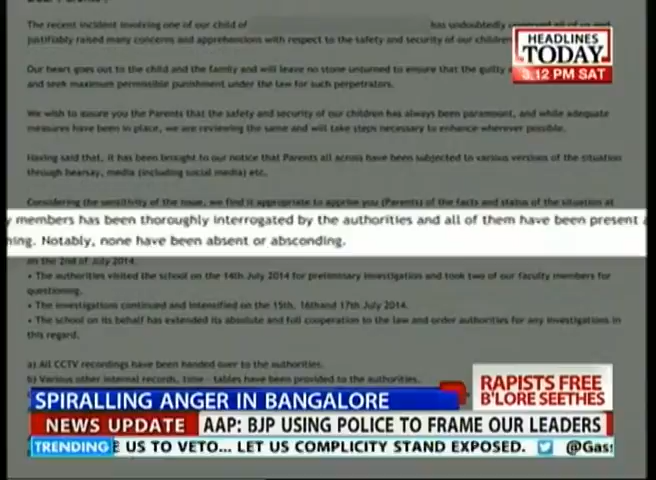 The recent incident involving one of our child of has undoubtedly
justifiably raised many concerns and apprehensions with respect to the safety and security of our children
HEADLINES
TODAY
3.12 PM SAT
Our heart goes out to the child and the family and will leave no stone unturned to ensure that the guilty
and seek maximum permissible punishment under the law for such perpetrators.
We wish to assure you the Parents that the safety and security of our children has always been paramount, and while adequate
measures have been in place, we are reviewing the same and will take steps necessary to enhance wherever possible.
Having said that, it has been brought to our notice that Parents all across have been subjected to various versions of the situation
through hearsay, media (including social media) etc.
Considering the sensitivity of the issue, we find it appropriate to apprise you (Parents) of the facts and status of the situation at
y members has been thoroughly interrogated by the authorities and all of them have been present
ning. Notably, none have been absent or absconding.
on the 2nd of July 2014.
• The authorities visited the school on the 14th July 2014 for preliminary investigation and took two of our faculty members for
questioning.
• The investigations continued and intensified on the 15th, 16thand 17th July 2014.
• The school on its behalf has extended its absolute and full cooperation to the law and order authorities for any investigations in
this regard.
a) All CCTV recordings have been handed over to the authorities.
b) Various other internal records, time - tables have been provided to the authorities.
RAPISTS FREE
B'LORE SEETHES
SPIRALLING ANGER IN BANGALORE
NEWS UPDATE AAP: BJP USING POLICE TO FRAME OUR LEADERS
TRENDING E US TO VETO... LET US COMPLICITY STAND EXPOSED. @Gas